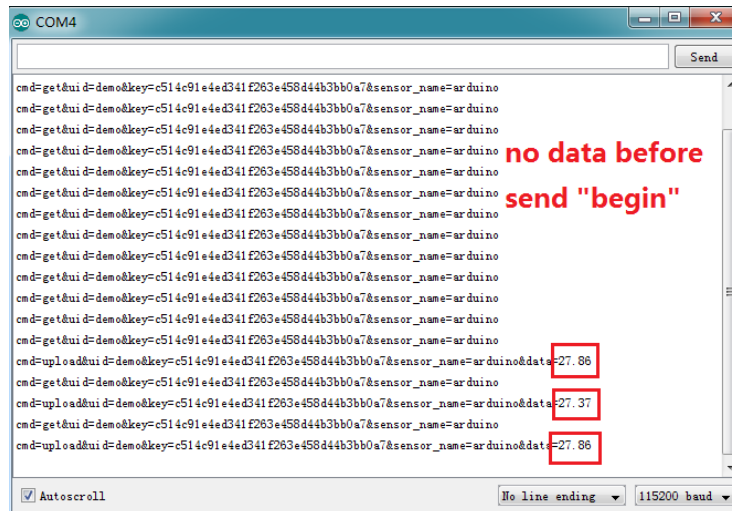 COM4
Send
cmd=get&uid=demo&key=c514c91e4ed341f263e458d44b3bb0a7&sensor_name=arduino
cmd=get&uid=demo&key=c514c91e4ed341f263e458d44b3bb0a7&sensor_name=arduino
cmd=get&uid=demo&key=c514c91e4ed341f263e458d44b3bb0a7&sensor_name=arduino
cmd=get&uid=demo&key=c514c91e4ed341f263e458d44b3bb0a7&sensor_name=arduino
cmd=get&uid=demo&key=c514c91e4ed341f263e458d44b3bb0a7&sensor_name=arduino
cmd=get&uid=demo&key=c514c91e4ed341f263e458d44b3bb0a7&sensor_name=arduino
cmd=get&uid=demo&key=c514c91e4ed341f263e458d44b3bb0a7&sensor_name=arduino
cmd=get&uid=demo&key=c514c91e4ed341f263e458d44b3bb0a7&sensor_name=arduino
cmd=get&uid=demo&key=c514c91e4ed341f263e458d44b3bb0a7&sensor_name=arduino
cmd=get&uid=demo&key=c514c91e4ed341f263e458d44b3bb0a7&sensor_name=arduino
cmd=get&uid=demo&key=c514c91e4ed341f263e458d44b3bb0a7&sensor_name=arduino
cmd=get&uid=demo&key=c514c91e4ed341f263e458d44b3bb0a7&sensor_name=arduino
cmd=get&uid=demo&key=c514c91e4ed341f263e458d44b3bb0a7&sensor_name=arduino
cmd=upload&uid=demo&key=c514c91e4ed341f263e458d44b3bb0a7&sensor_name=arduino&data=27.86
cmd=get&uid=demo&key=c514c91e4ed341f263e458d44b3bb0a7&sensor_name=arduino
cmd=upload&uid=demo&key=c514c91e4ed341f263e458d44b3bb0a7&sensor_name=arduino&data=27.37
cmd=get&uid=demo&key=c514c91e4ed341f263e458d44b3bb0a7&sensor_name=arduino
cmd=upload&uid=demo&key=c514c91e4ed341f263e458d44b3bb0a7&sensor_name=arduino&data=27.86
no data before
send "begin"
Autoscroll
No line ending
115200 baud